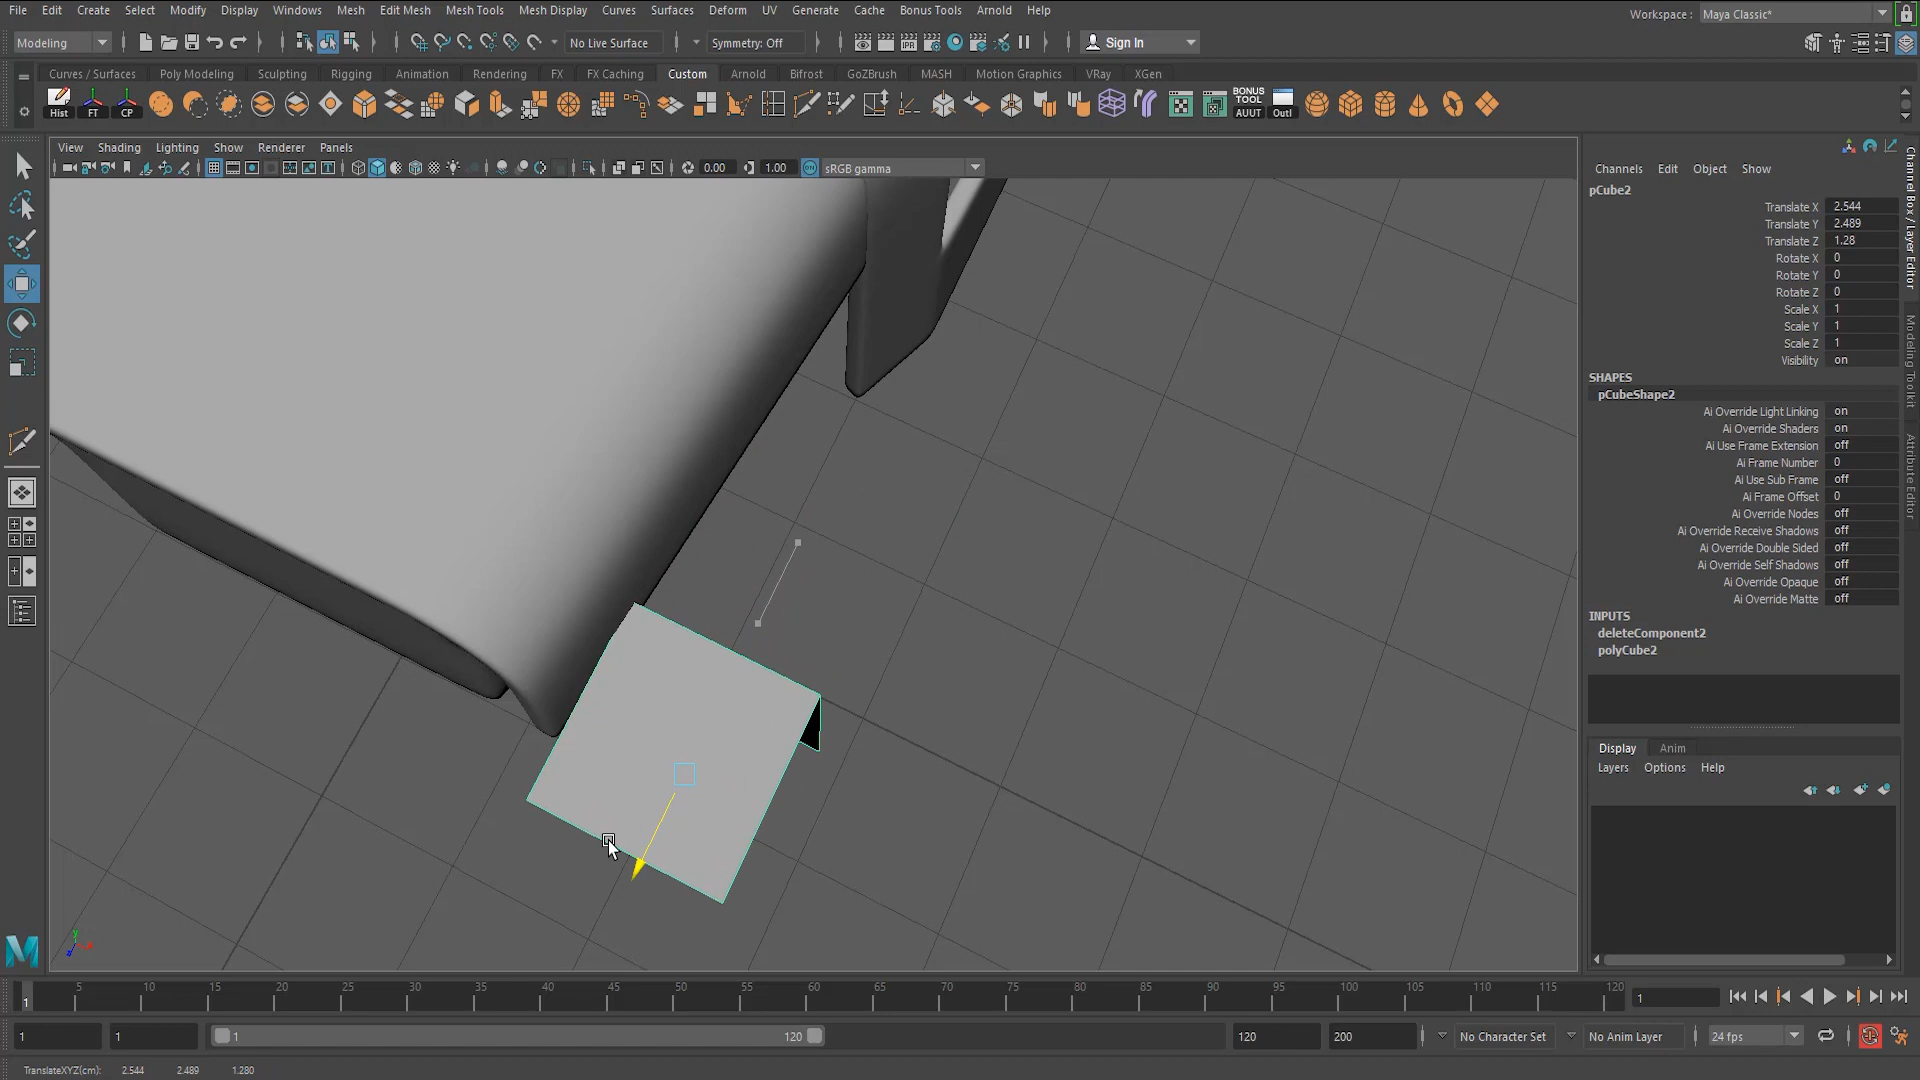 File Edit Create Select Modify Display Windows Mesh Edit Mesh Mesh Tools Mesh Display Curves Surfaces Deform UV Generate Cache Bonus Tools Arnold Help
Workspace : Maya Classic*
Modeling No Live Surface Symmetry: Off Sign In
IPR
Curves / Surfaces Poly Modeling Sculpting Rigging Animation Rendering FX FX Caching Custom Arnold Bifrost GoZBrush MASH Motion Graphics VRay XGen
Hist FT CP BONUS TOOL AUUT Outl
View Shading Lighting Show Renderer Panels
0.00 1.00 ON sRGB gamma
Channels Edit Object Show
pCube2
Translate X 2.544
Translate Y 2.489
Translate Z 1.28
Rotate X 0
Rotate Y 0
Rotate Z 0
Scale X 1
Scale Y 1
Scale Z 1
Visibility on
SHAPES
pCubeShape2
Ai Override Light Linking on
Ai Override Shaders on
Ai Use Frame Extension off
Ai Frame Number 0
Ai Use Sub Frame off
Ai Frame Offset 0
Ai Override Nodes off
Ai Override Receive Shadows off
Ai Override Double Sided off
Ai Override Self Shadows off
Ai Override Opaque off
Ai Override Matte off
INPUTS
deleteComponent2
polyCube2
Display Anim
Layers Options Help
Channel Box / Layer Editor
Modeling Toolkit
Attribute Editor
y
M
1 5 10 15 20 25 30 35 40 45 50 55 60 65 70 75 80 85 90 95 100 105 110 115 120 1
1 1 1 120 120 200 No Character Set No Anim Layer 24 fps
TranslateXYZ(cm): 2.544 2.489 1.280